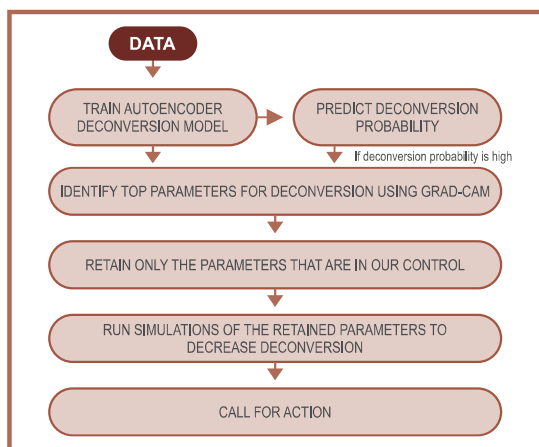 DATA
TRAIN AUTOENCODER
DECONVERSION MODEL
PREDICT DECONVERSION
PROBABILITY
If deconversion probability is high
IDENTIFY TOP PARAMETERS FOR DECONVERSION USING GRAD-CAM
RETAIN ONLY THE PARAMETERS THAT ARE IN OUR CONTROL
RUN SIMULATIONS OF THE RETAINED PARAMETERS TO
DECREASE DECONVERSION
CALL FOR ACTION